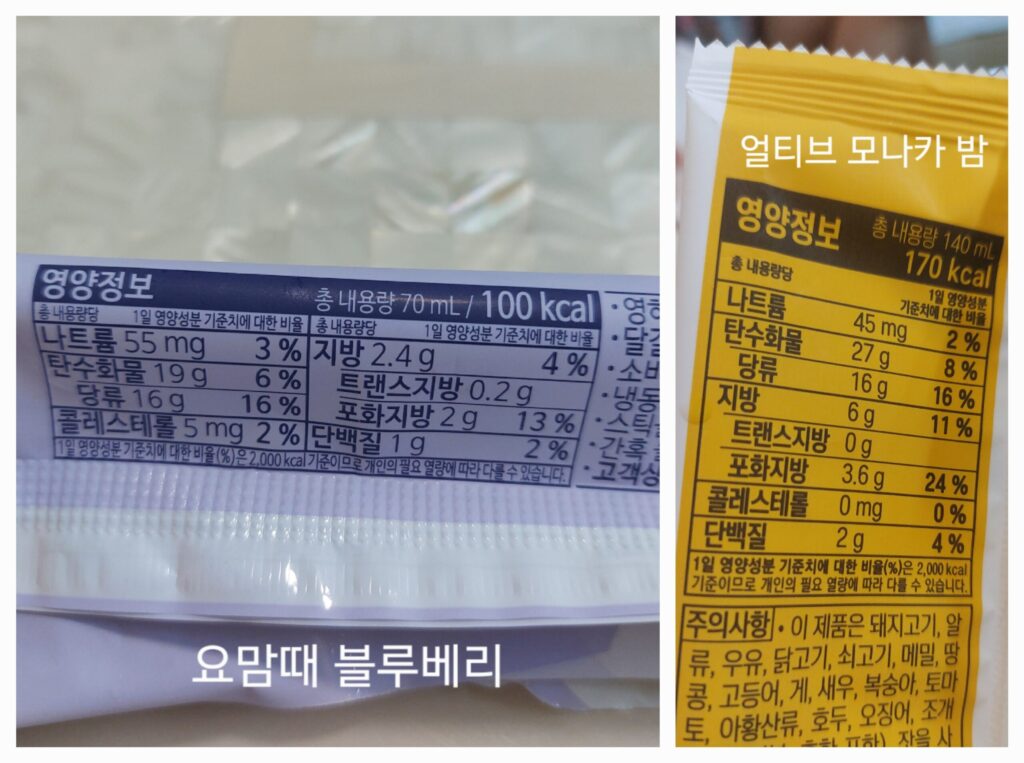 영양정보
총 내용량 70 mL / 100 kcal
총 내용량당 1일 영양성분 기준치에 대한 비율
나트륨 55 mg 3 %
탄수화물 19 g 6 %
당류 16 g 16 %
콜레스테롤 5 mg 2 %
총 내용량당 1일 영양성분 기준치에 대한 비율
지방 2.4 g 4 %
트랜스지방 0.2 g
포화지방 2 g 13 %
단백질 1 g 2 %
1일 영양성분 기준치에 대한 비율(%)은 2,000 kcal 기준이므로 개인의 필요 열량에 따라 다를 수 있습니다.
· 냉동
· 스틱
· 간혹
· 고객상
요맘때 불루베리
얼티브 모나카 밤
영양정보
총 내용량 140 mL
170 kcal
총 내용량당
1일 영양성분
기준치에 대한 비율
나트륨 45 mg 2 %
탄수화물 27 g 8 %
당류 16 g 16 %
지방 6 g 11 %
트랜스지방 0 g
포화지방 3.6 g 24 %
콜레스테롤 0 mg 0 %
단백질 2 g 4 %
1일 영양성분 기준치에 대한 비율(%)은 2,000 kcal
기준이므로 개인의 필요 열량에 따라 다를 수 있습니다.
주의사항 • 이 제품은 돼지고기, 알
류, 우유, 닭고기, 쇠고기, 메밀, 땅
콩, 고등어, 게, 새우, 복숭아, 토마
토, 아황산류, 호두, 오징어, 조개